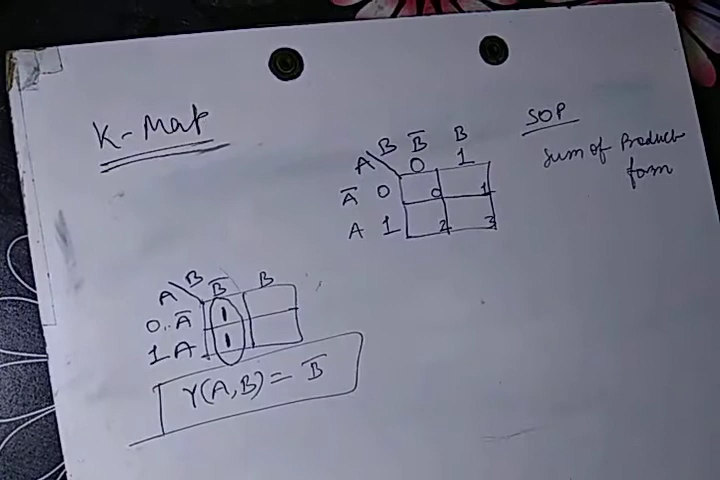 K-Map
SOP
Sum of Product
form
A B B̅ B
0 1
A̅ 0 0 1
A 1 2 3
A B B̅ B
0 A̅ 1
1 A 1
Y(A,B) = B̅